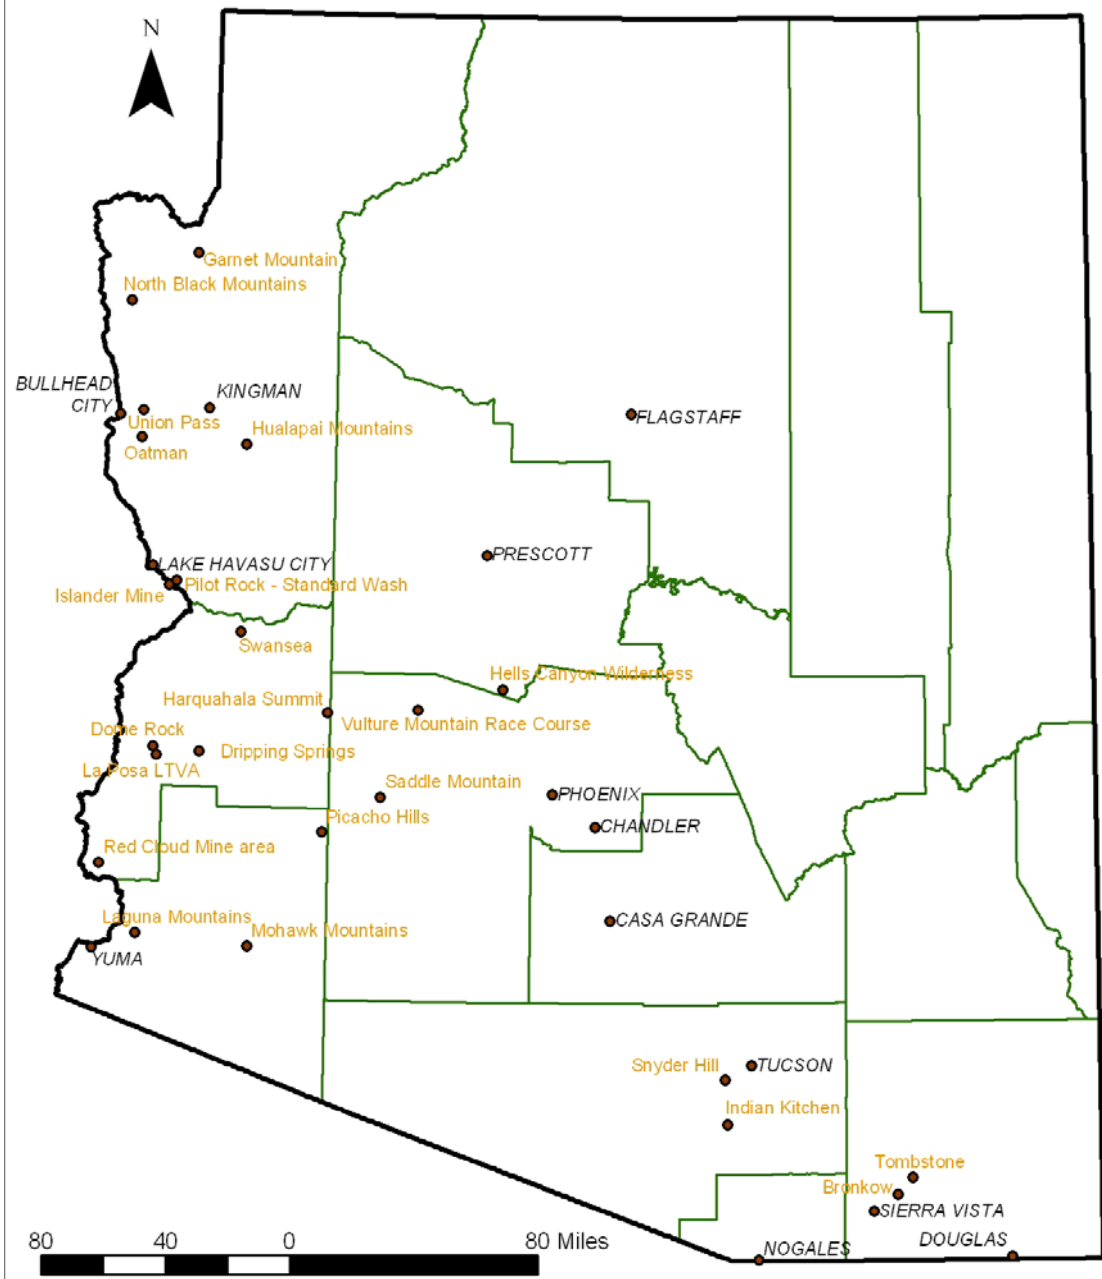 N
Garnet Mountain
North Black Mountains
BULLHEAD
CITY
KINGMAN
Union Pass
Hualapai Mountains
Oatman
FLAGSTAFF
PRESCOTT
LAKE HAVASU CITY
Pilot Rock - Standard Wash
Islander Mine
Swansea
Hells Canyon Wilderness
Harquahala Summit
Vulture Mountain Race Course
Dome Rock
Dripping Springs
La Posa LTVA
Saddle Mountain
PHOENIX
Picacho Hills
CHANDLER
Red Cloud Mine area
Laguna Mountains
CASA GRANDE
Mohawk Mountains
YUMA
Snyder Hill
TUCSON
Indian Kitchen
Tombstone
Bronkow
SIERRA VISTA
NOGALES
DOUGLAS
80 40 0 80 Miles